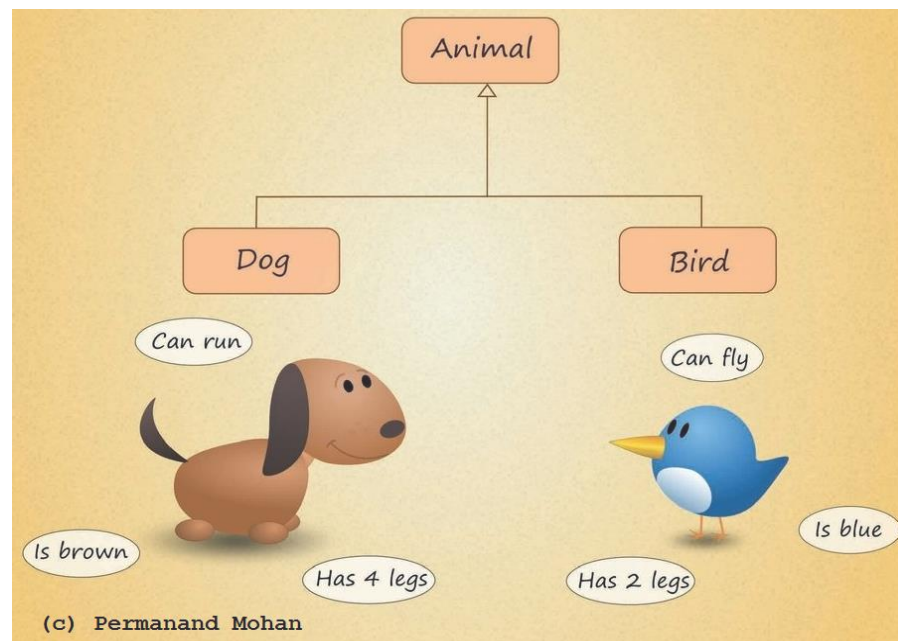 Animal
Dog
Bird
Can run
Can fly
Is brown
Has 4 legs
Has 2 legs
Is blue
(c) Permanand Mohan